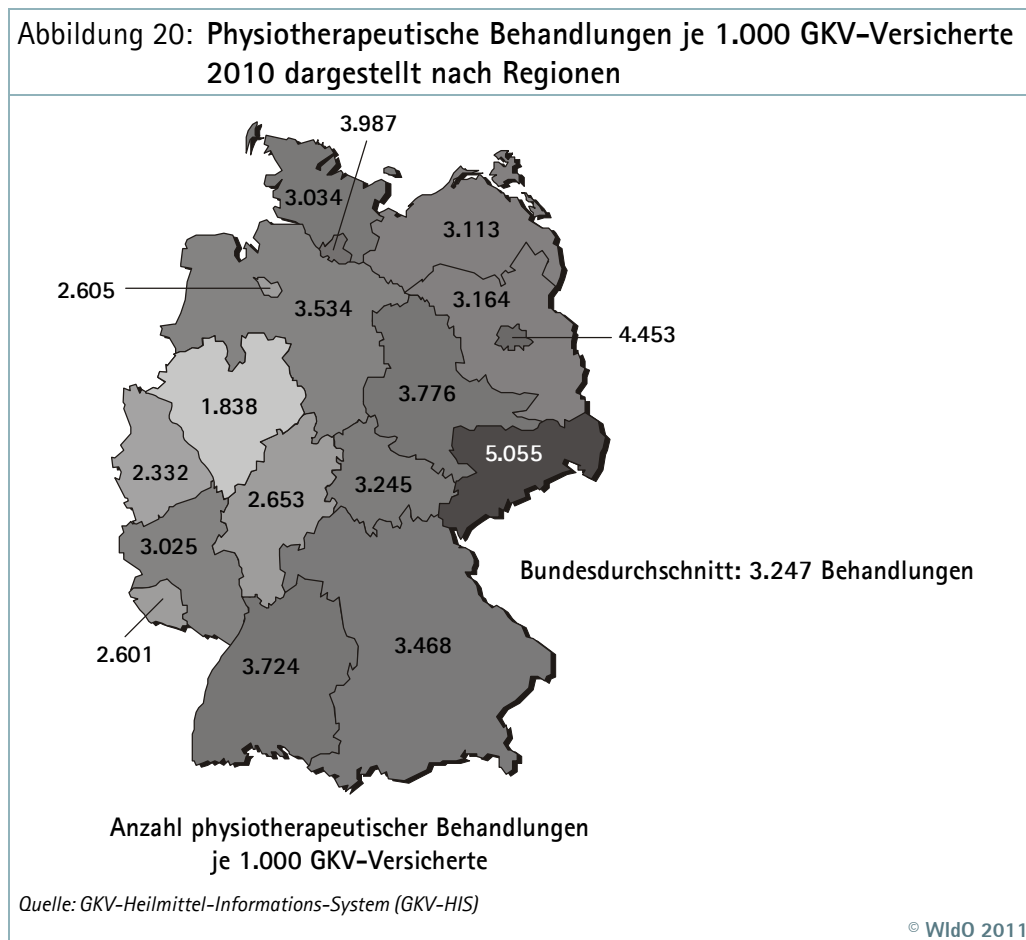 Abbildung 20: Physiotherapeutische Behandlungen je 1.000 GKV-Versicherte
2010 dargestellt nach Regionen
3.987
3.034
3.113
2.605
3.534
3.164
4.453
1.838
3.776
5.055
2.332
2.653
3.245
3.025
Bundesdurchschnitt: 3.247 Behandlungen
2.601
3.724
3.468
Anzahl physiotherapeutischer Behandlungen
je 1.000 GKV-Versicherte
Quelle: GKV-Heilmittel-Informations-System (GKV-HIS)
© WIdO 2011